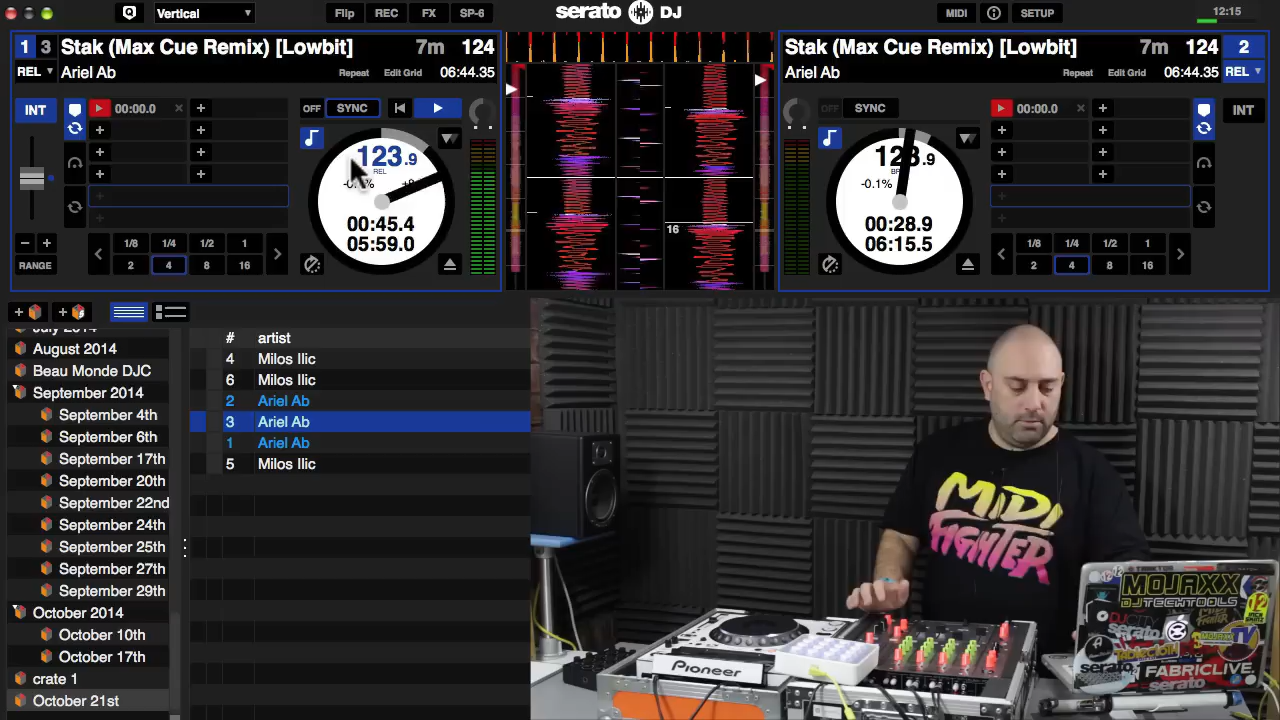 Vertical
Flip
REC
FX
SP-6
serato DJ
MIDI
SETUP
12:15
1 3
Stak (Max Cue Remix) [Lowbit]
7m
124
REL
Ariel Ab
Repeat
Edit Grid
06:44.35
INT
00:00.0
OFF
SYNC
123.9
REL
00:45.4
05:59.0
1/8
1/4
1/2
1
2
4
8
16
RANGE
16
Stak (Max Cue Remix) [Lowbit]
7m
124
2
Ariel Ab
Repeat
Edit Grid
06:44.35
REL
OFF
SYNC
00:00.0
INT
-0.1%
00:28.9
06:15.5
1/8
1/4
1/2
1
2
4
8
16
August 2014
Beau Monde DJC
September 2014
September 4th
September 6th
September 17th
September 20th
September 22nd
September 24th
September 25th
September 27th
September 29th
October 2014
October 10th
October 17th
crate 1
October 21st
# artist
4 Milos Ilic
6 Milos Ilic
2 Ariel Ab
3 Ariel Ab
1 Ariel Ab
5 Milos Ilic
MIDI
FIGHTER
Pioneer
MOJAXX
DJTECHTOOLS
DJCITY
serato
TV
serato
FABRICLIVE.
serato